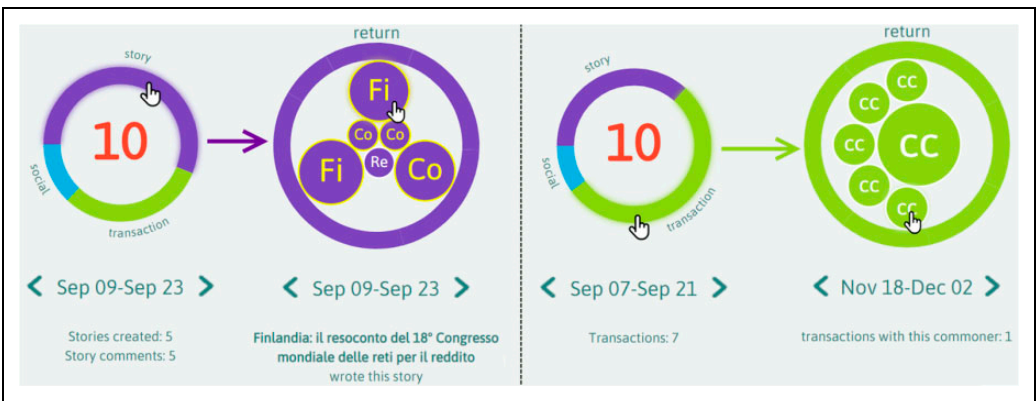 story
10
social
transaction
Sep 09-Sep 23
Stories created: 5
Story comments: 5
return
Fi
Co Co
Fi Re Co
Sep 09-Sep 23
Finlandia: il resoconto del 18° Congresso
mondiale delle reti per il reddito
wrote this story
story
10
social
transaction
Sep 07-Sep 21
Transactions: 7
return
CC
CC
CC CC
CC
CC
Nov 18-Dec 02
transactions with this commoner: 1